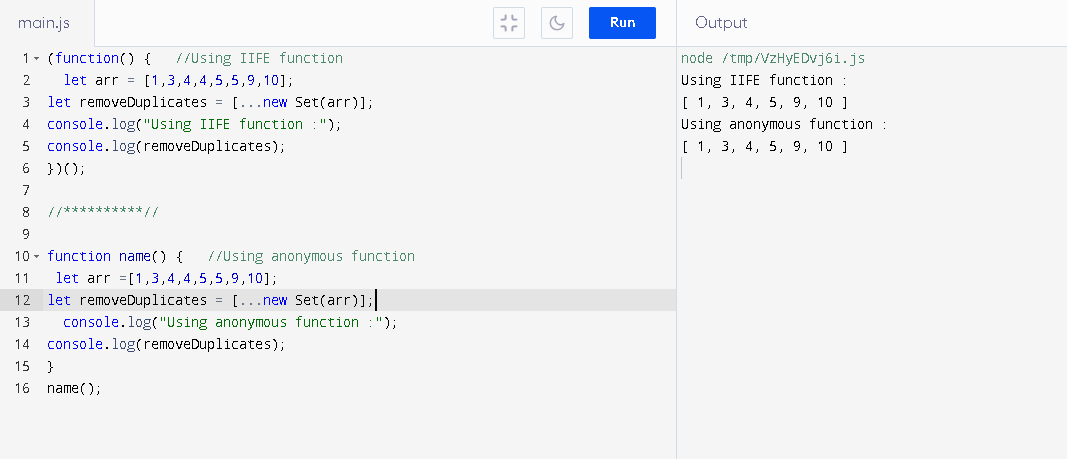 main.js
Run
Output
1 (function() {   //Using IIFE function
2   let arr = [1,3,4,4,5,5,9,10];
3 let removeDuplicates = [...new Set(arr)];
4 console.log("Using IIFE function :");
5 console.log(removeDuplicates);
6 })();
7
8 //**********//
9
10 function name() {   //Using anonymous function
11  let arr =[1,3,4,4,5,5,9,10];
12 let removeDuplicates = [...new Set(arr)];
13   console.log("Using anonymous function :");
14 console.log(removeDuplicates);
15 }
16 name();
node /tmp/VzHyEDvj6i.js
Using IIFE function :
[ 1, 3, 4, 5, 9, 10 ]
Using anonymous function :
[ 1, 3, 4, 5, 9, 10 ]